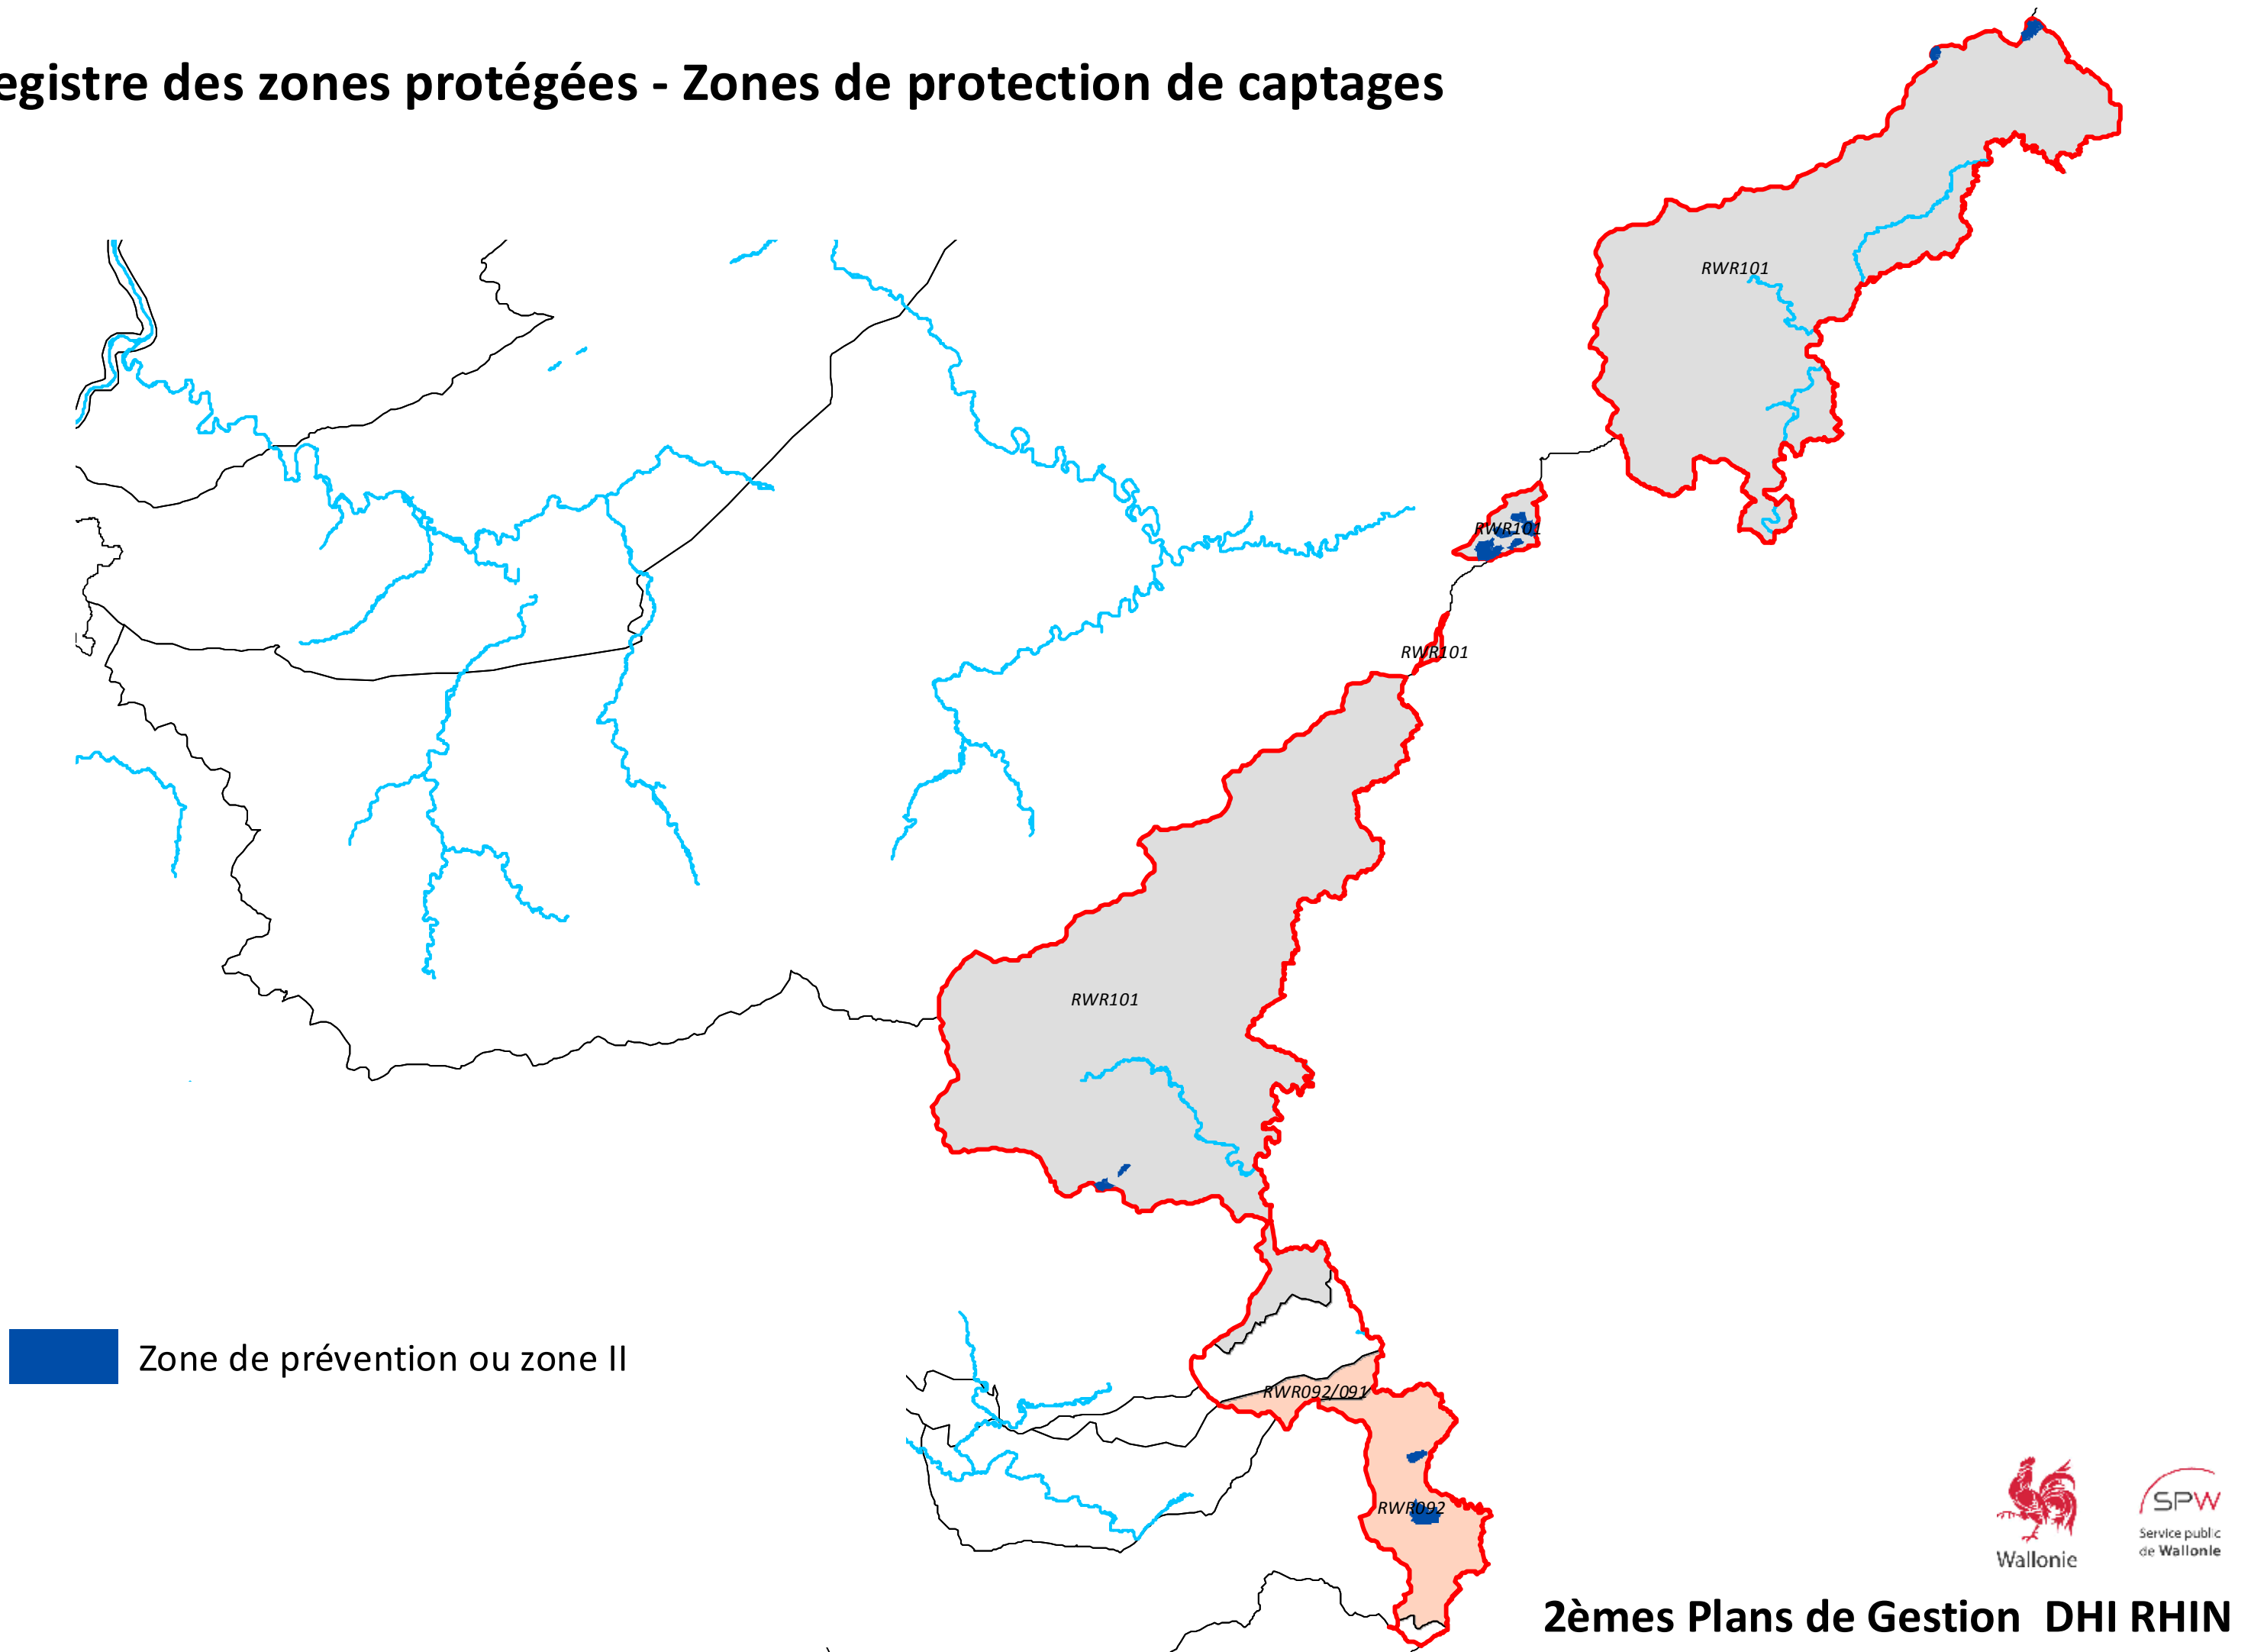 egistre des zones protégées - Zones de protection de captages
RWR101
RWR101
RWR101
RWR101
Zone de prévention ou zone II
RWR092/091
RWR092
Wallonie
SPW
Service public
de Wallonie
2èmes Plans de Gestion DHI RHIN